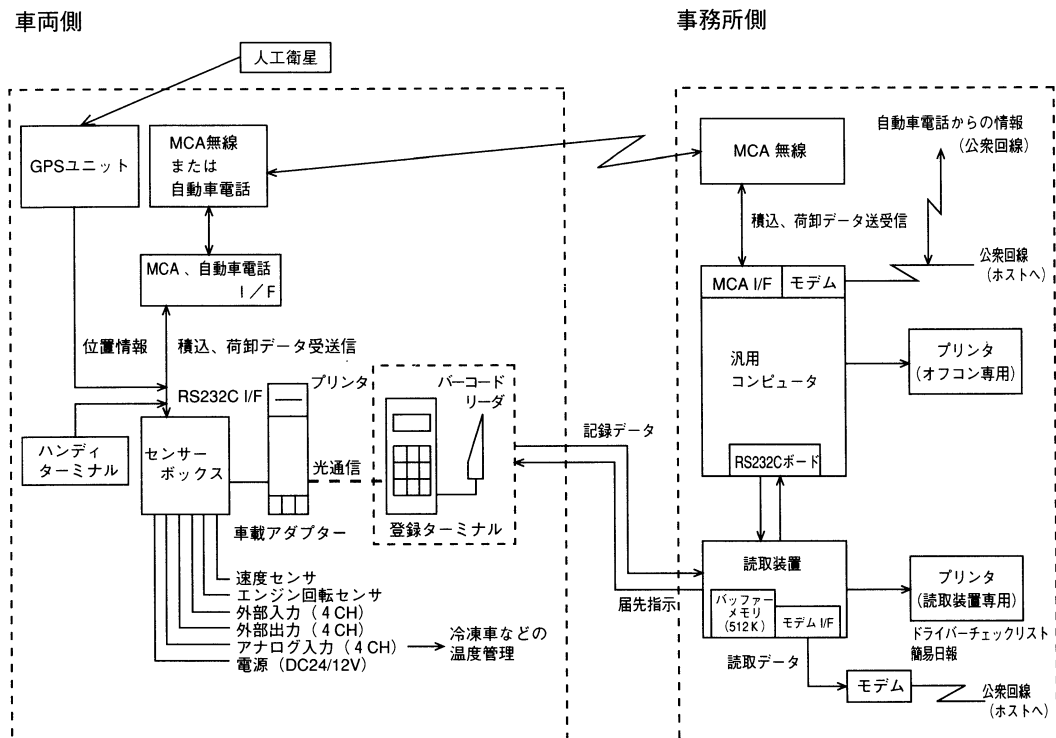 車両側
事務所側
人工衛星
GPSユニット
MCA無線
または
自動車電話
MCA 、自動車電話
I／F
位置情報
積込、荷卸データ受送信
RS232C I/F
プリンタ
バーコード
リーダ
ハンディ
ターミナル
センサー
ボックス
光通信
車載アダプター
登録ターミナル
速度センサ
エンジン回転センサ
外部入力（4 CH）
外部出力（4 CH）
アナログ入力（4 CH）
電源（DC24/12V）
冷凍車などの
温度管理
記録データ
届先指示
MCA 無線
自動車電話からの情報
（公衆回線）
積込、荷卸データ送受信
MCA I/F
モデム
公衆回線
（ホストへ）
汎用
コンピュータ
プリンタ
（オフコン専用）
RS232Cボード
読取装置
バッファー
メモリ
（512K）
モデム I/F
プリンタ
（読取装置専用）
ドライバーチェックリスト
簡易日報
読取データ
モデム
公衆回線
（ホストへ）